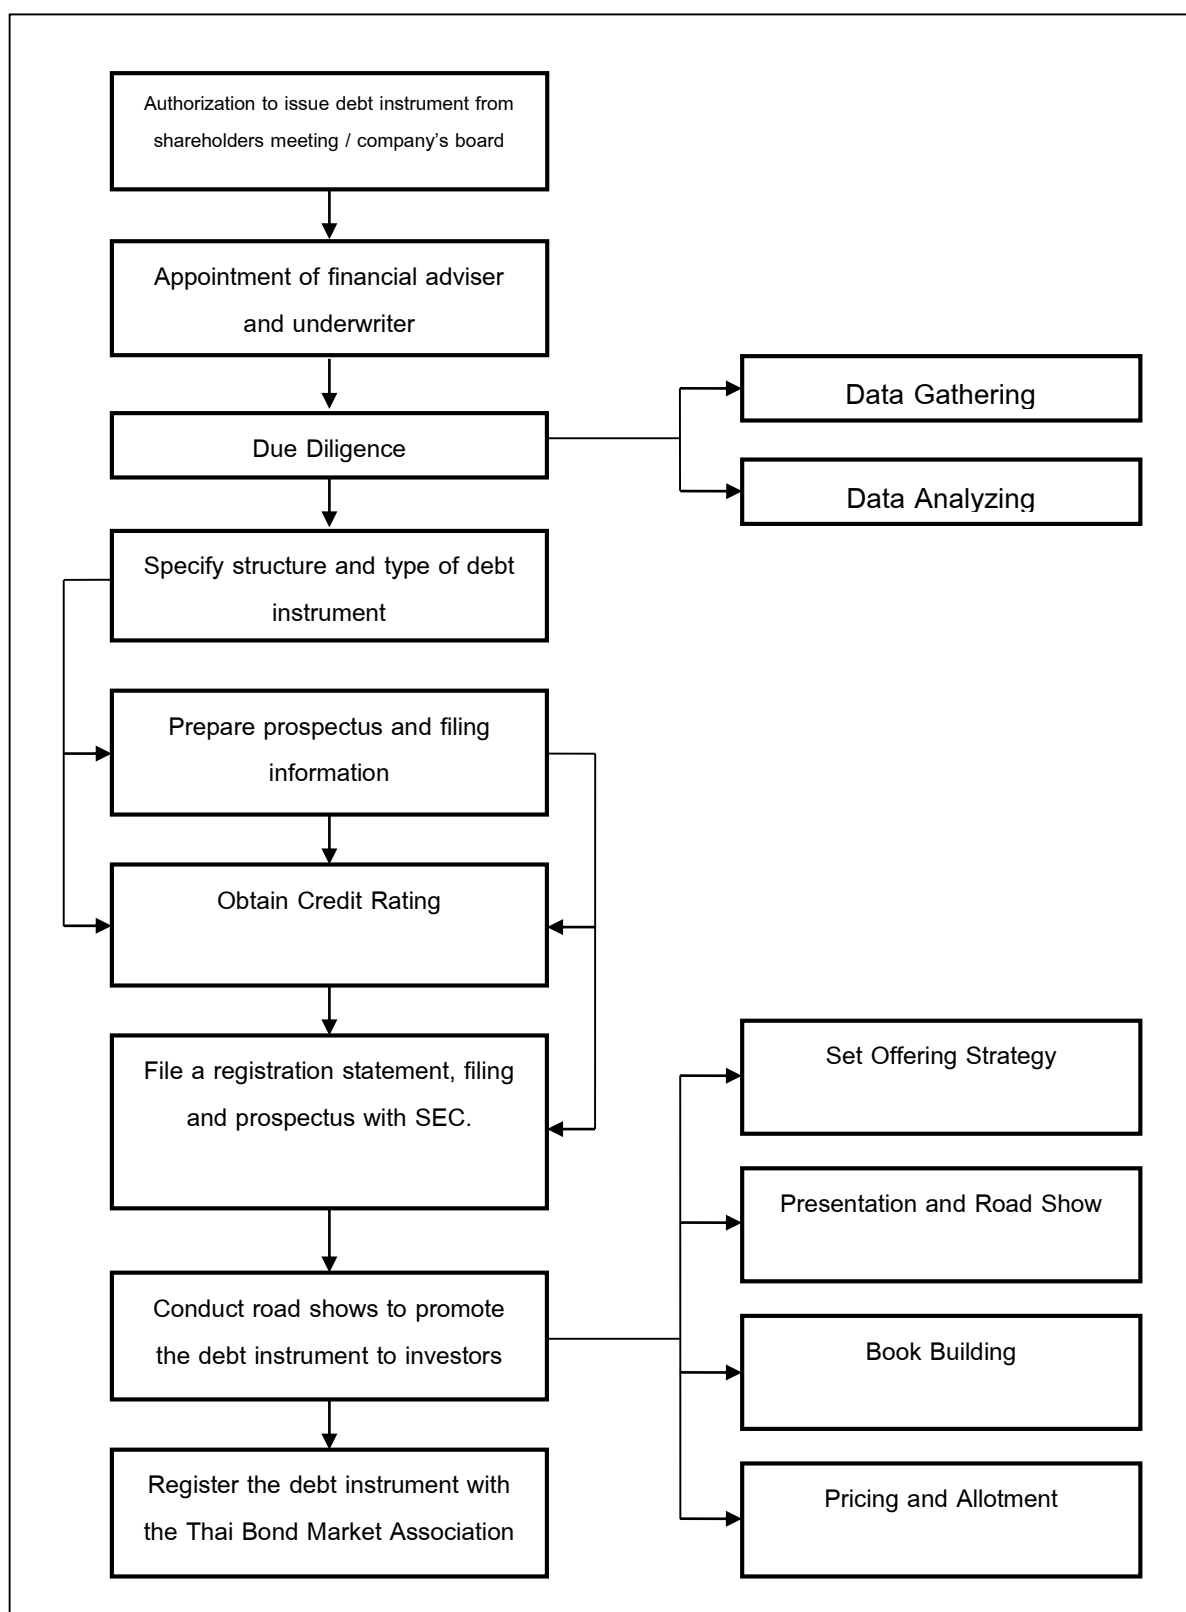 Authorization to issue debt instrument from
shareholders meeting / company's board
Appointment of financial adviser
and underwriter
Due Diligence
Data Gathering
Data Analyzing
Specify structure and type of debt
instrument
Prepare prospectus and filing
information
Obtain Credit Rating
File a registration statement, filing
and prospectus with SEC.
Conduct road shows to promote
the debt instrument to investors
Set Offering Strategy
Presentation and Road Show
Book Building
Pricing and Allotment
Register the debt instrument with
the Thai Bond Market Association